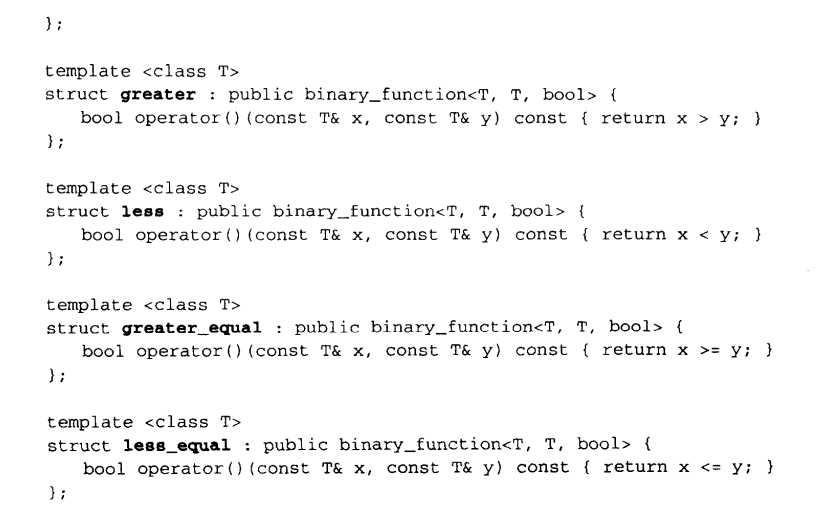 };
template <class T>
struct greater : public binary_function<T, T, bool> {
bool operator()(const T& x, const T& y) const { return x > y; }
};
template <class T>
struct less : public binary_function<T, T, bool> {
bool operator()(const T& x, const T& y) const { return x < y; }
};
template <class T>
struct greater_equal : public binary_function<T, T, bool> {
bool operator()(const T& x, const T& y) const { return x >= y; }
};
template <class T>
struct less_equal : public binary_function<T, T, bool> {
bool operator()(const T& x, const T& y) const { return x <= y; }
};